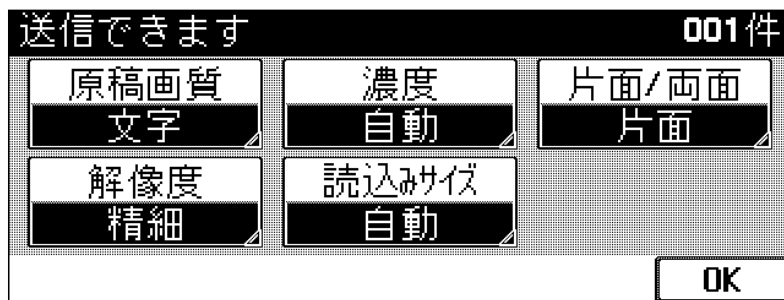 送信できます 001件
原稿画質 濃度 片面/両面
文字 自動 片面
解像度 読込みサイズ
精細 自動
OK